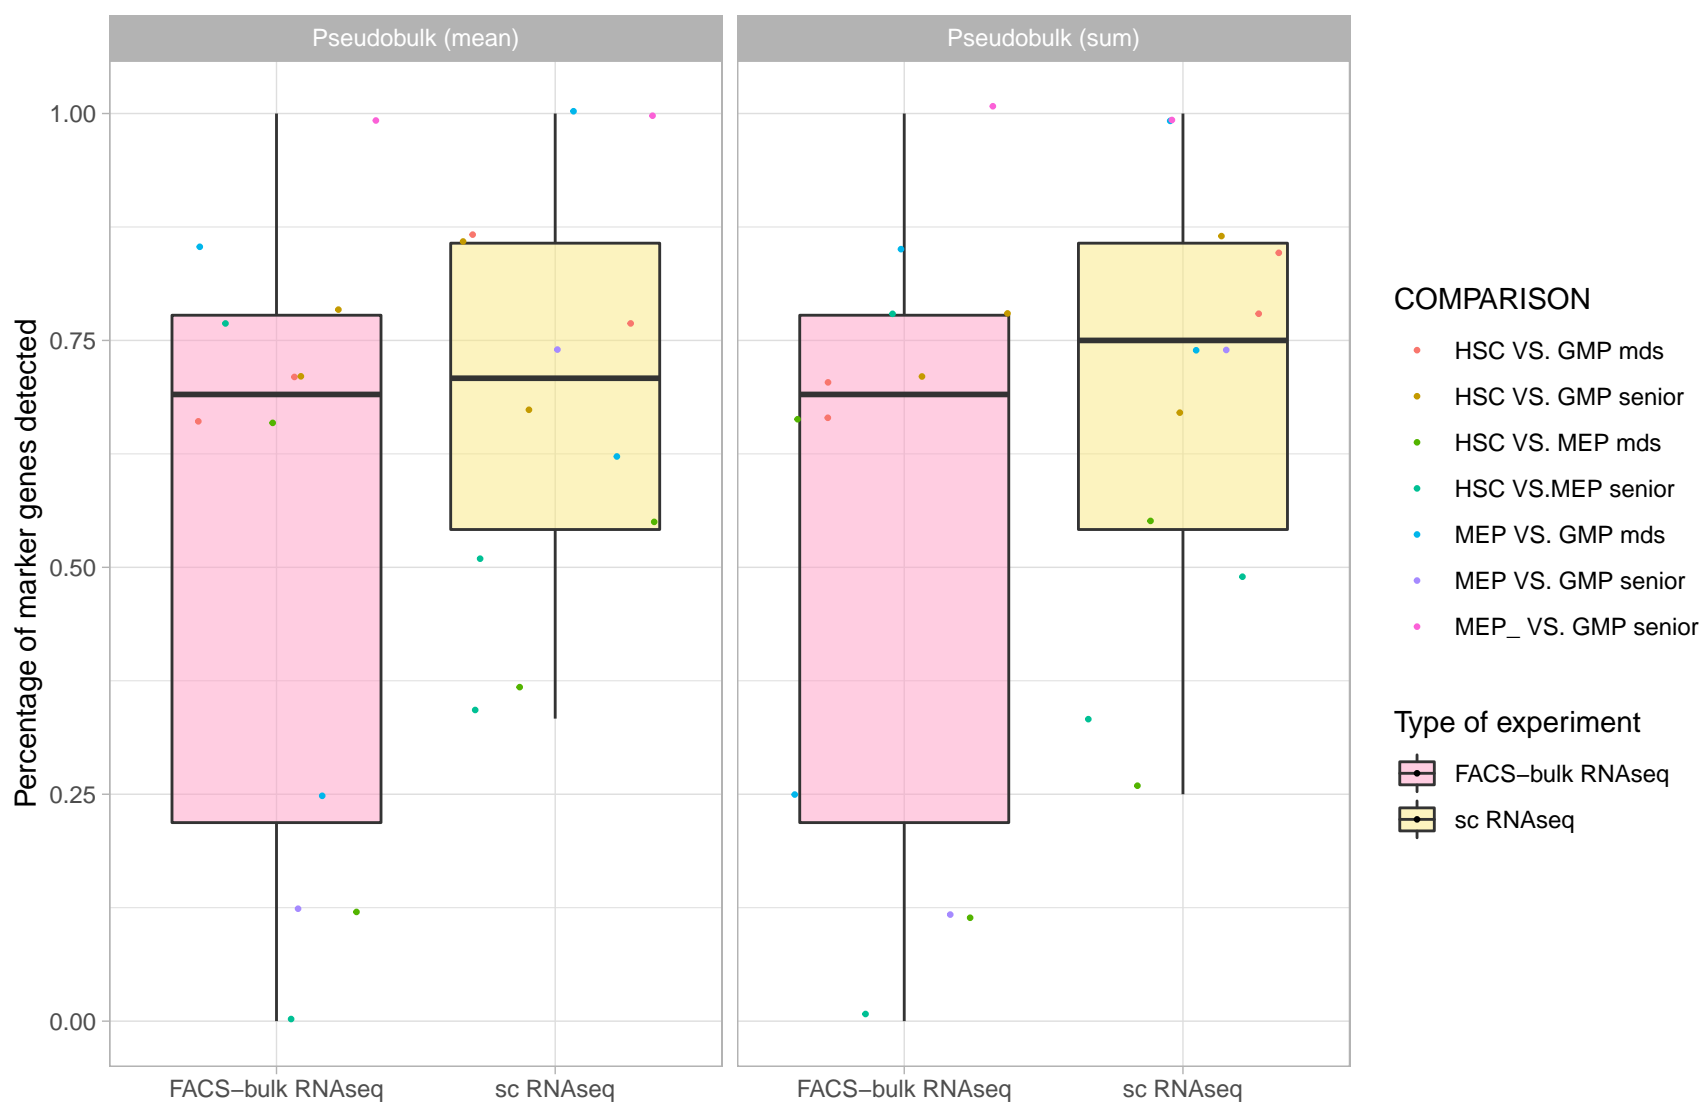 Pseudobulk (mean)
Pseudobulk (sum)
Percentage of marker genes detected
1.00
0.75
0.50
0.25
0.00
FACS−bulk RNAseq
sc RNAseq
FACS−bulk RNAseq
sc RNAseq
COMPARISON
HSC VS. GMP mds
HSC VS. GMP senior
HSC VS. MEP mds
HSC VS.MEP senior
MEP VS. GMP mds
MEP VS. GMP senior
MEP_ VS. GMP senior
Type of experiment
FACS−bulk RNAseq
sc RNAseq